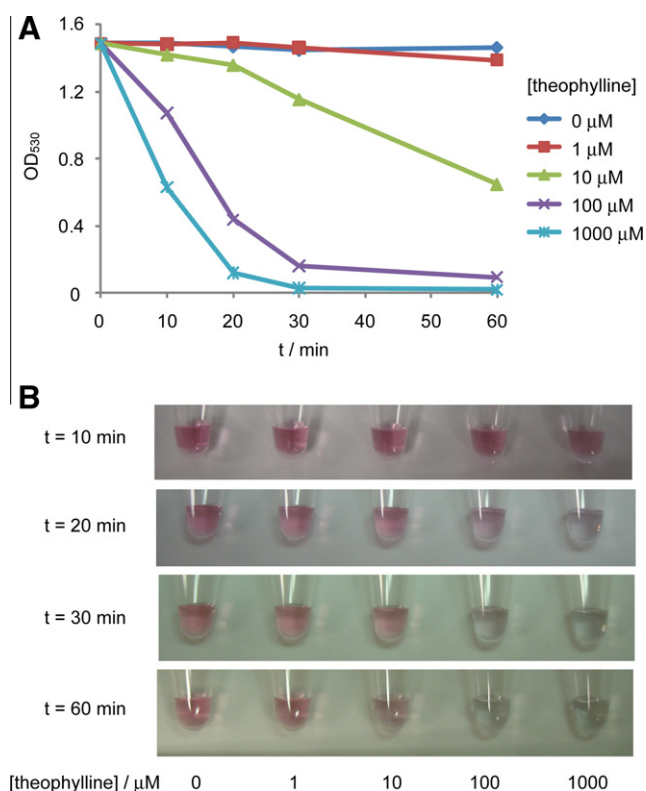 A
1.6
1.2
0.8
0.4
0
OD530
0 10 20 30 40 50 60
t / min
[theophylline]
0 μM
1 μM
10 μM
100 μM
1000 μM
B
t = 10 min
t = 20 min
t = 30 min
t = 60 min
[theophylline] / μM 0 1 10 100 1000